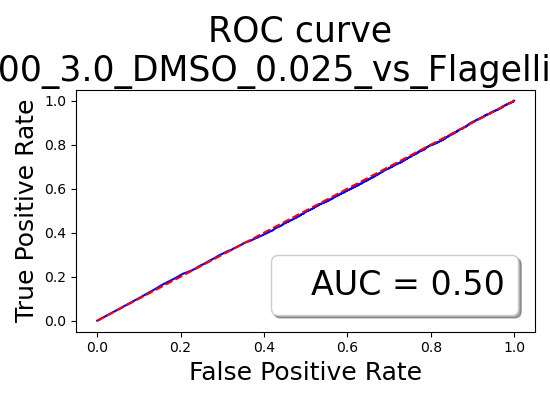 ROC curve
00_3.0_DMSO_0.025_vs_Flagelli
True Positive Rate
1.0
0.8
0.6
0.4
0.2
0.0
AUC = 0.50
0.0 0.2 0.4 0.6 0.8 1.0
False Positive Rate